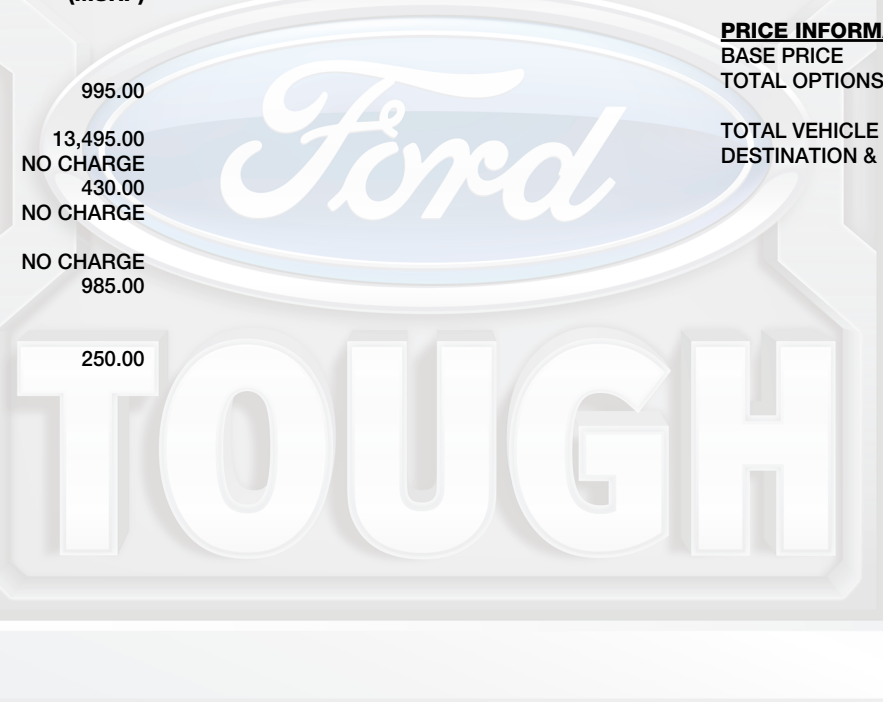 995.00
13,495.00
NO CHARGE
430.00
NO CHARGE
NO CHARGE
985.00
250.00
PRICE INFORM
BASE PRICE
TOTAL OPTIONS
TOTAL VEHICLE
DESTINATION &
Ford
TOUGH